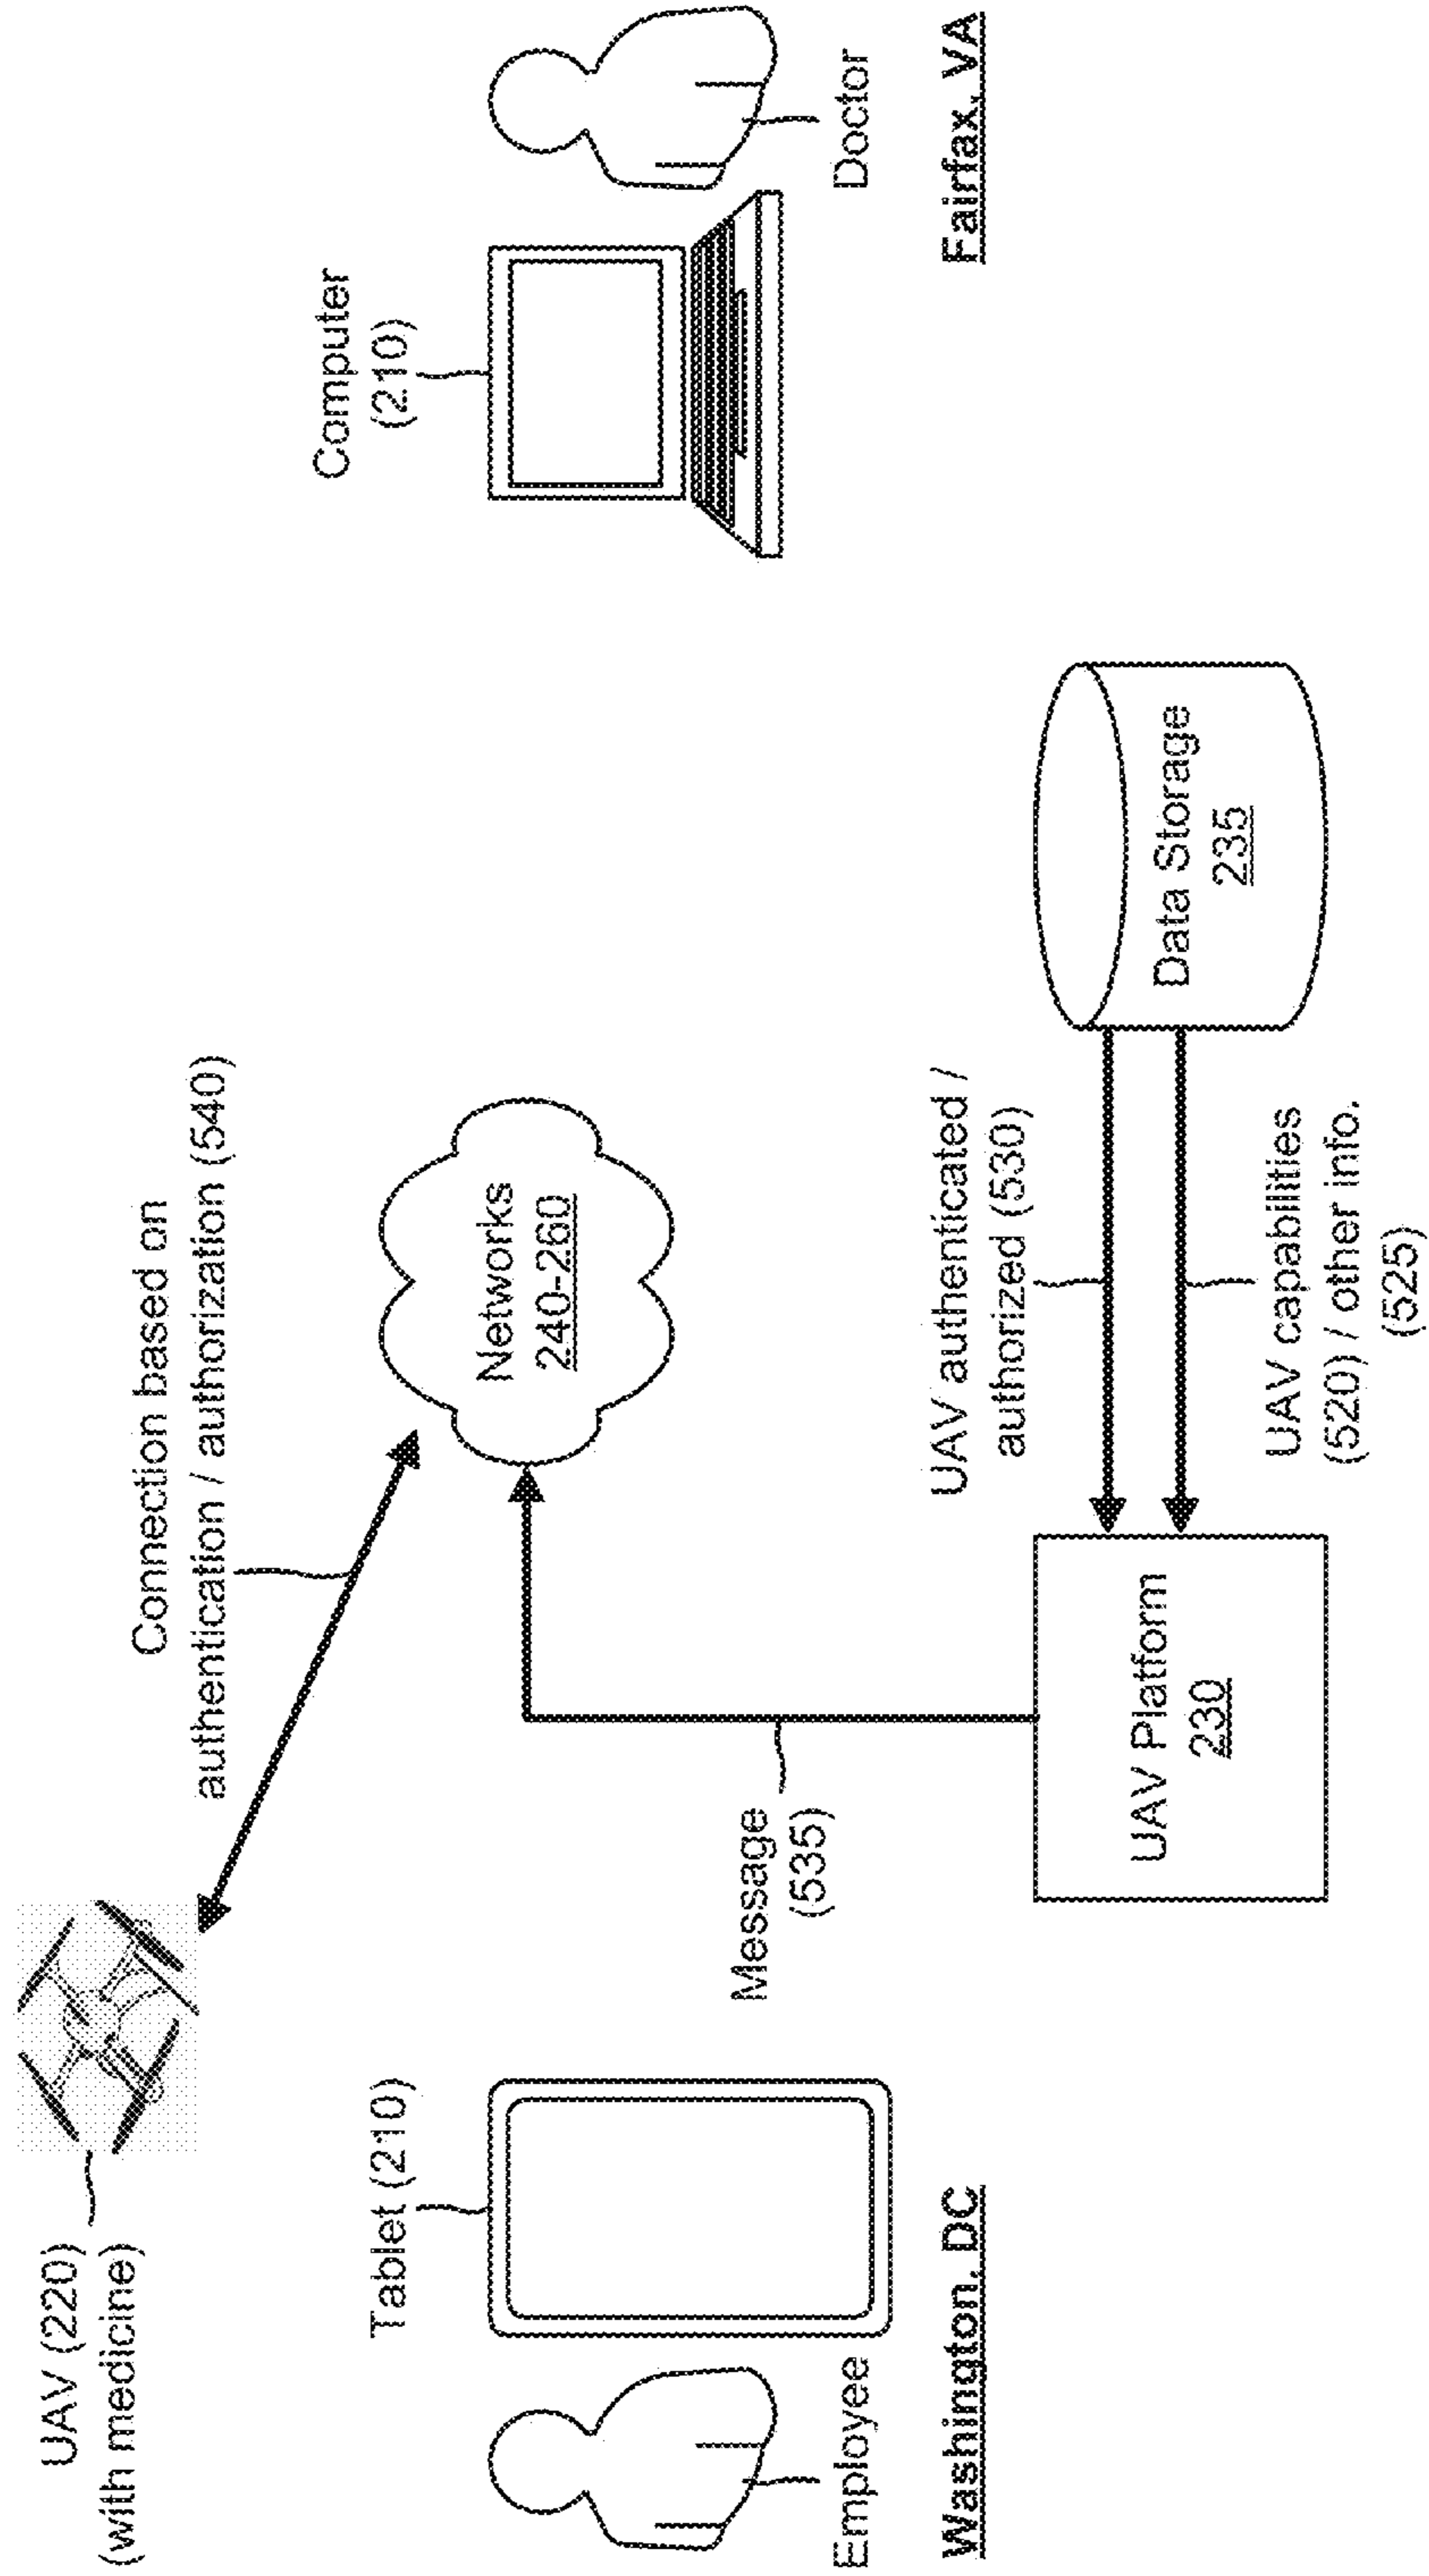 UAV (220)
(with medicine)
Connection based on
authentication / authorization (540)
Tablet (210)
Employee
Washington, DC
Networks
240-260
Computer
(210)
Doctor
Fairfax, VA
Message
(535)
UAV authenticated /
authorized (530)
UAV Platform
230
UAV capabilities
(520) / other info.
(525)
Data Storage
235